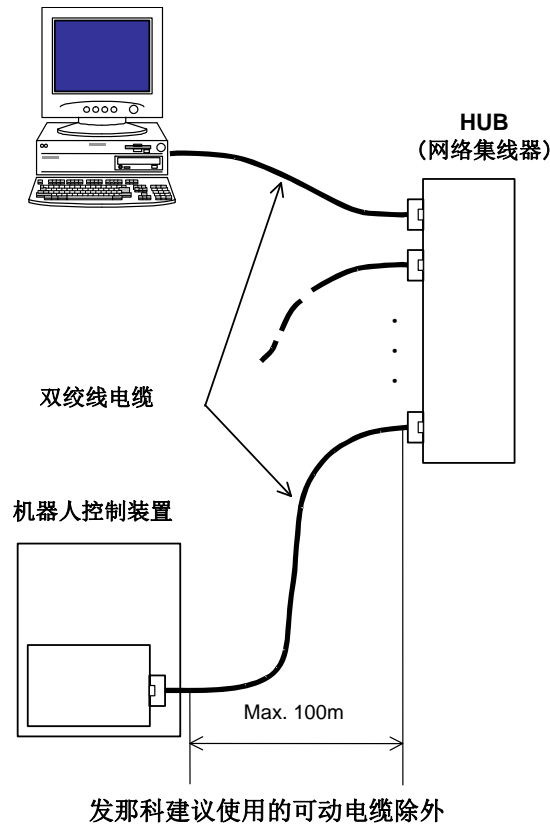 HUB
（网络集线器）
双绞线电缆
机器人控制装置
Max. 100m
发那科建议使用的可动电缆除外